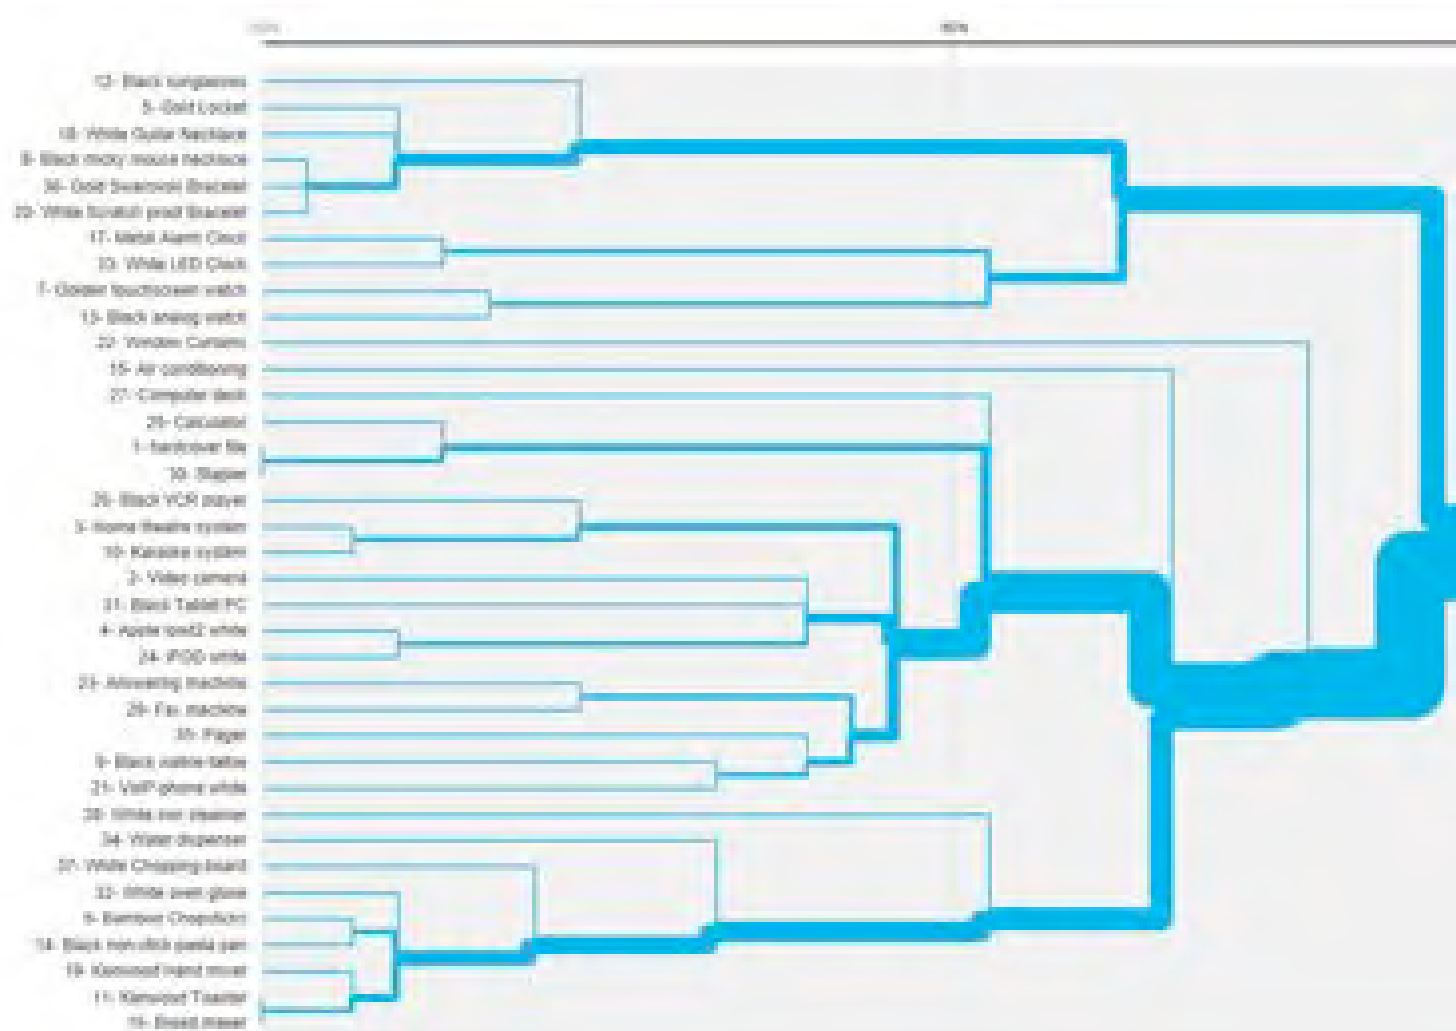 12- Black sunglasses
5- Gold Locket
18- White Guitar Necklace
8- Black micky mouse necklace
36- Gold Swarovski Bracelet
20- White Scratch proof Bracelet
17- Metal Alarm Clock
33- White LED Clock
7- Golden touchscreen watch
13- Black analog watch
22- Window Curtains
15- Air conditioning
27- Computer desk
25- Calculator
1- hardcover file
30- Stapler
26- Black VCR player
3- Home theatre system
10- Karaoke system
2- Video camera
31- Black Tablet PC
4- Apple white
24- IPOD white
23- Answering machine
29- Fax machine
35- Pager
9- Black
21- VoIP phone white
28- White iron steamer
34- Water dispenser
37- White Chopping board
32- White oven glove
6- Bamboo Chopsticks
14- Black non-stick pasta pan
19- Kenwood hand mixer
11- Kenwood Toaster
16- Bread maker